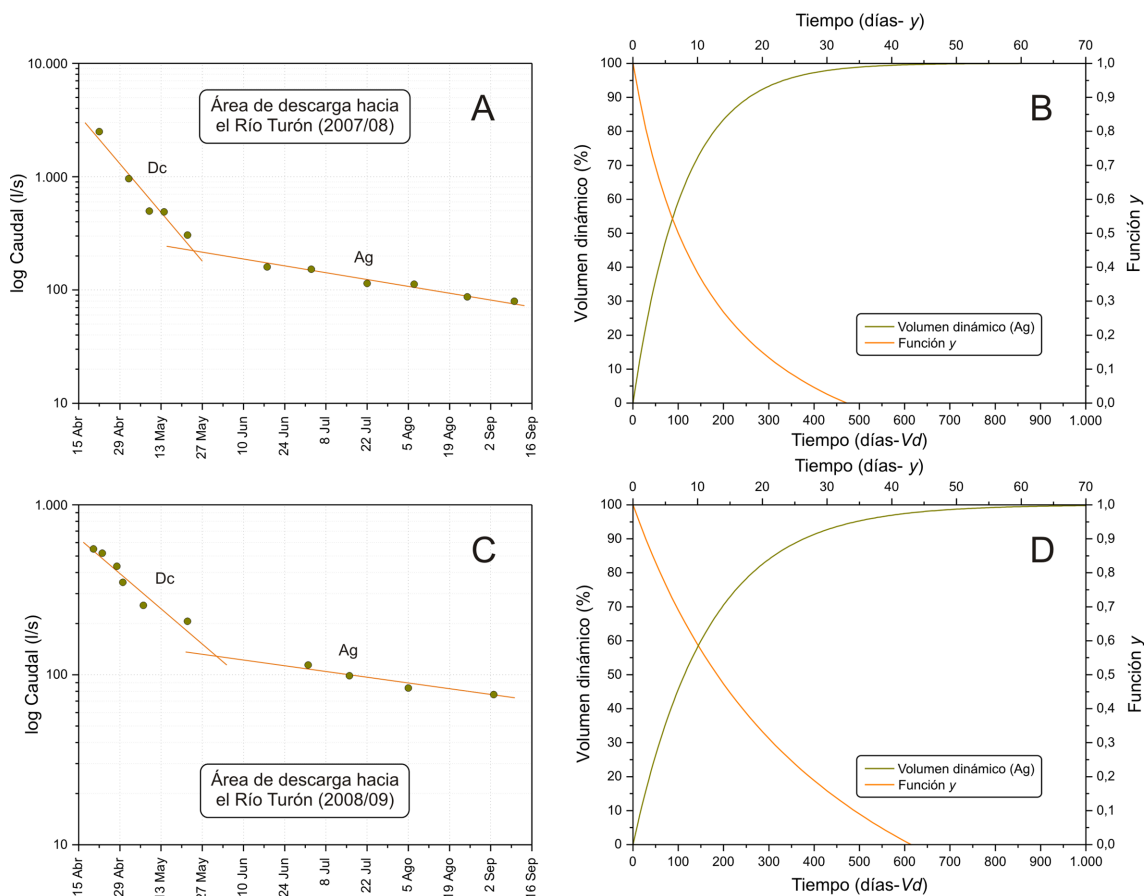 Área de descarga hacia
el Río Turón (2007/08)
A
Dc
Ag
log Caudal (l/s)
10.000
1.000
100
10
15 Abr
29 Abr
13 May
27 May
10 Jun
24 Jun
8 Jul
22 Jul
5 Ago
19 Ago
2 Sep
16 Sep
Tiempo (días- y)
0 10 20 30 40 50 60 70
B
Volumen dinámico (%)
100
90
80
70
60
50
40
30
20
10
0
Función y
1,0
0,9
0,8
0,7
0,6
0,5
0,4
0,3
0,2
0,1
0,0
Volumen dinámico (Ag)
Función y
0 100 200 300 400 500 600 700 800 900 1.000
Tiempo (días-Vd)
C
Dc
Ag
Área de descarga hacia
el Río Turón (2008/09)
log Caudal (l/s)
1.000
100
10
15 Abr
29 Abr
13 May
27 May
10 Jun
24 Jun
8 Jul
22 Jul
5 Ago
19 Ago
2 Sep
16 Sep
Tiempo (días- y)
0 10 20 30 40 50 60 70
D
Volumen dinámico (%)
100
90
80
70
60
50
40
30
20
10
0
Función y
1,0
0,9
0,8
0,7
0,6
0,5
0,4
0,3
0,2
0,1
0,0
Volumen dinámico (Ag)
Función y
0 100 200 300 400 500 600 700 800 900 1.000
Tiempo (días-Vd)